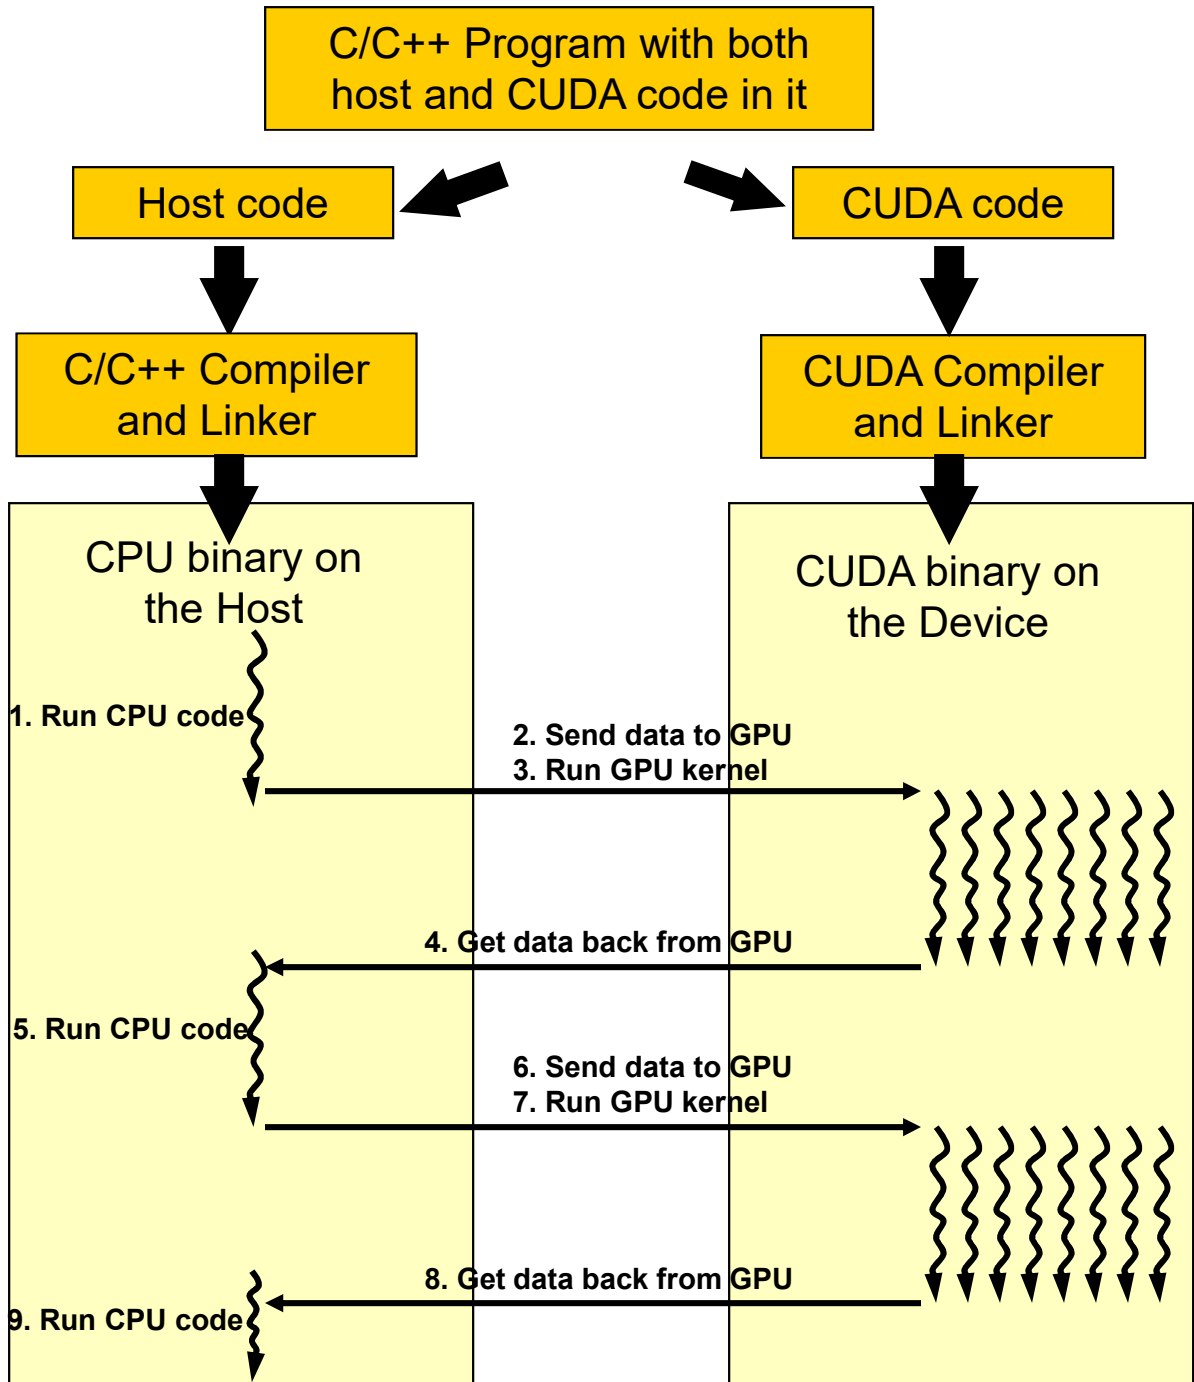 C/C++ Program with both
host and CUDA code in it
Host code
CUDA code
C/C++ Compiler
and Linker
CUDA Compiler
and Linker
CPU binary on
the Host
CUDA binary on
the Device
1. Run CPU code
2. Send data to GPU
3. Run GPU kernel
4. Get data back from GPU
5. Run CPU code
6. Send data to GPU
7. Run GPU kernel
8. Get data back from GPU
9. Run CPU code